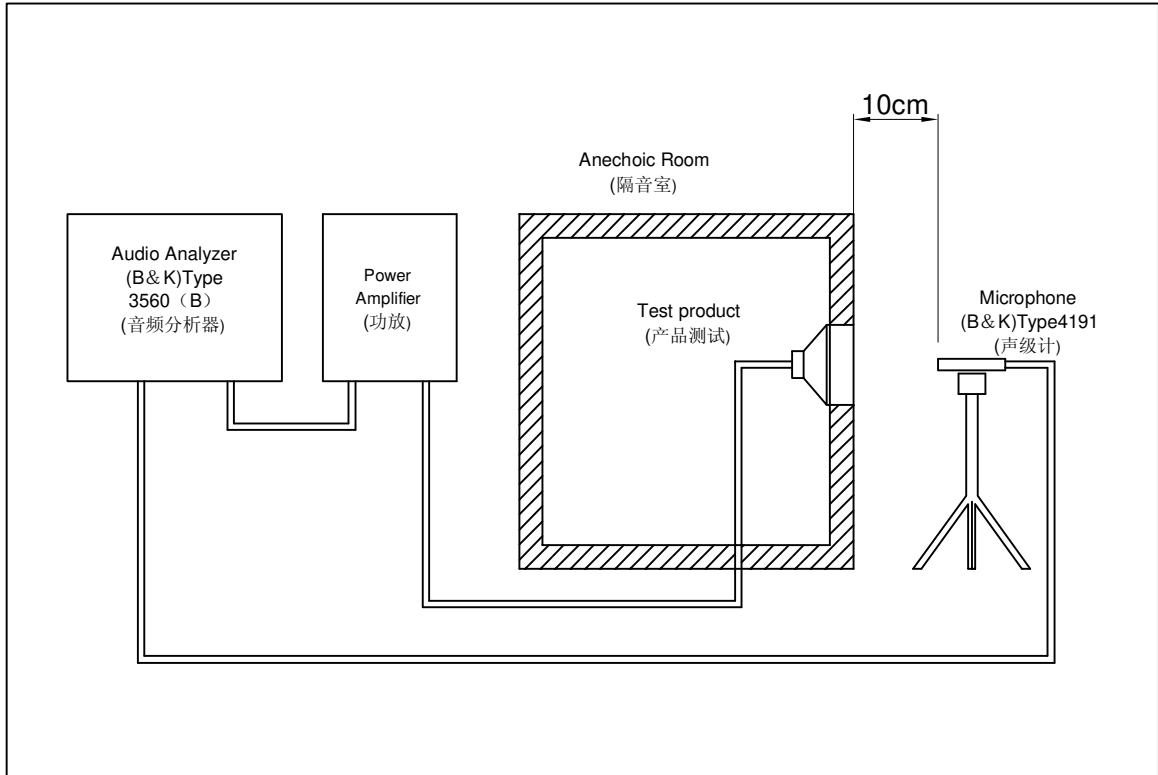 10cm
Anechoic Room
(隔音室)
Audio Analyzer
(B&K)Type
3560（B）
(音频分析器)
Power
Amplifier
(功放)
Test product
(产品测试)
Microphone
(B&K)Type4191
(声级计)